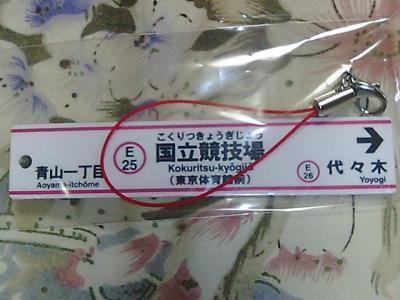 こくりつきょうぎじょう
E
25
国立競技場
Kokuritsu-kyōgijō
(東京体育館前)
青山一丁目
Aoyama-itchōme
E
26
代々木
Yoyogi